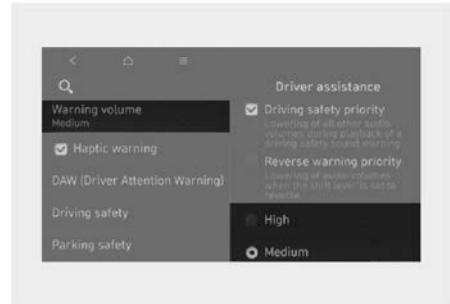 Warning volume
Medium
Haptic warning
DAW (Driver Attention Warning)
Driving safety
Parking safety
Driver assistance
Driving safety priority
Lowering of all other audio
volumes during playback of a
driving safety sound warning
Reverse warning priority
Lowering of audio volumes
when the shift lever is set to
reverse
High
Medium